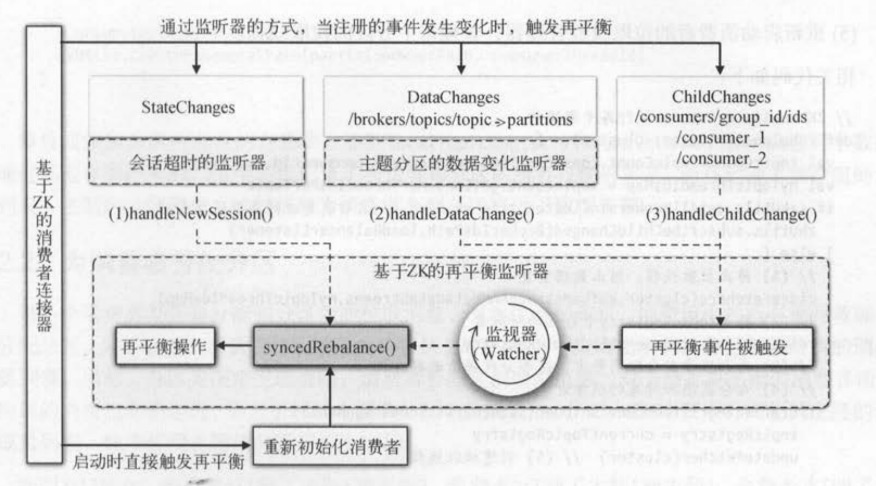 通过监听器的方式，当注册的事件发生变化时，触发再平衡
StateChanges
会话超时的监听器
DataChanges
/brokers/topics/topic->partitions
主题分区的数据变化监听器
ChildChanges
/consumers/group_id/ids
/consumer_1
/consumer_2
(1)handleNewSession()
(2)handleDataChange()
(3)handleChildChange()
基于ZK的消费者连接器
基于ZK的再平衡监听器
再平衡操作
syncedRebalance()
监视器
(Watcher)
再平衡事件被触发
启动时直接触发再平衡
重新初始化消费者